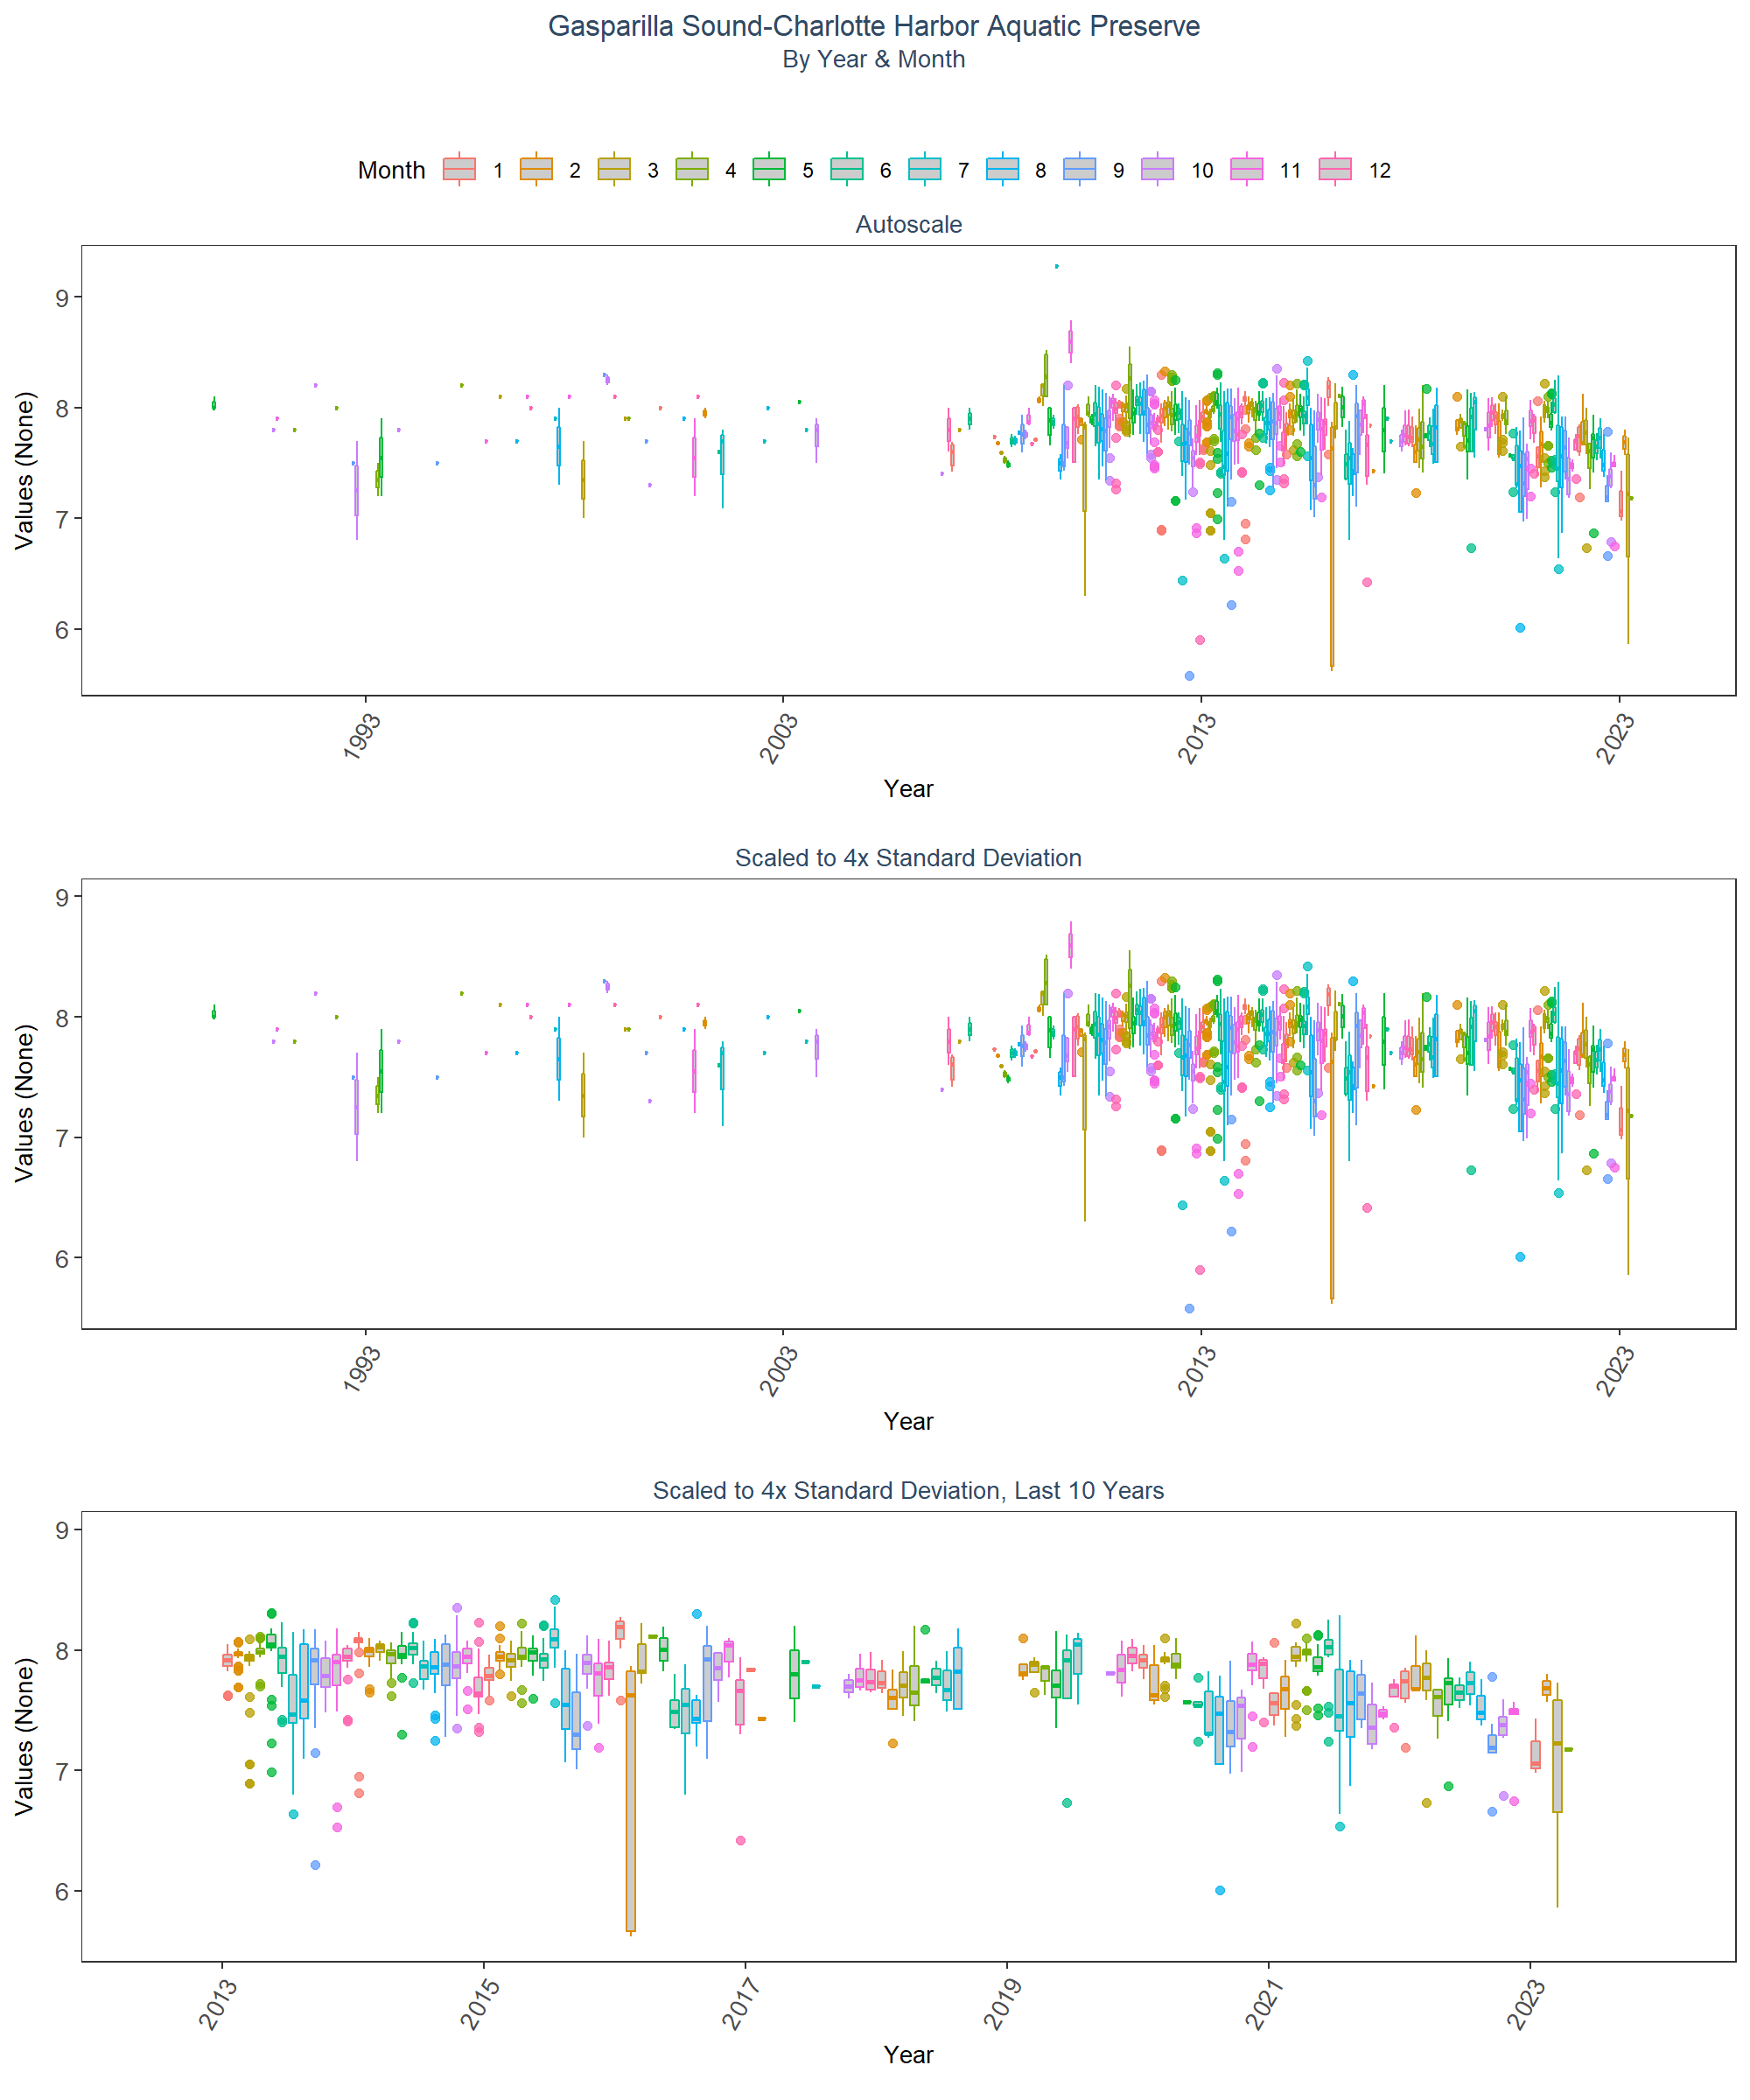 Gasparilla Sound-Charlotte Harbor Aquatic Preserve
By Year & Month
Month 1 2 3 4 5 6 7 8 9 10 11 12
Autoscale
Values (None)
9
8
7
6
1993 2003 2013 2023
Year
Scaled to 4x Standard Deviation
Values (None)
9
8
7
6
1993 2003 2013 2023
Year
Scaled to 4x Standard Deviation, Last 10 Years
Values (None)
9
8
7
6
2013 2015 2017 2019 2021 2023
Year